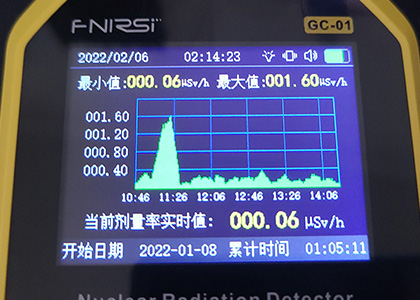 FNIRSI
GC-01
2022/02/06 02:14:23
最小值:000.06μSv/h 最大值:001.60μSv/h
001.60
001.20
000.80
000.40
10:46 11:26 12:06 12:46 13:26 14:06
当前剂量率实时值: 000.06 μSv/h
开始日期 2022-01-08 累计时间 01:05:11
Nuclear Radiation Detector